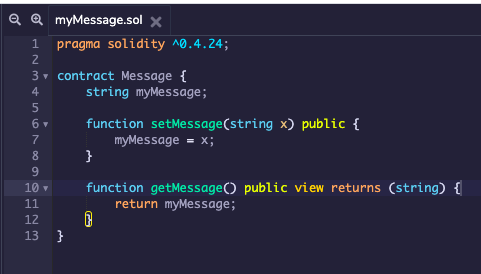 myMessage.sol
1 pragma solidity ^0.4.24;
2
3 contract Message {
4 string myMessage;
5
6 function setMessage(string x) public {
7 myMessage = x;
8 }
9
10 function getMessage() public view returns (string) {
11 return myMessage;
12 }
13 }